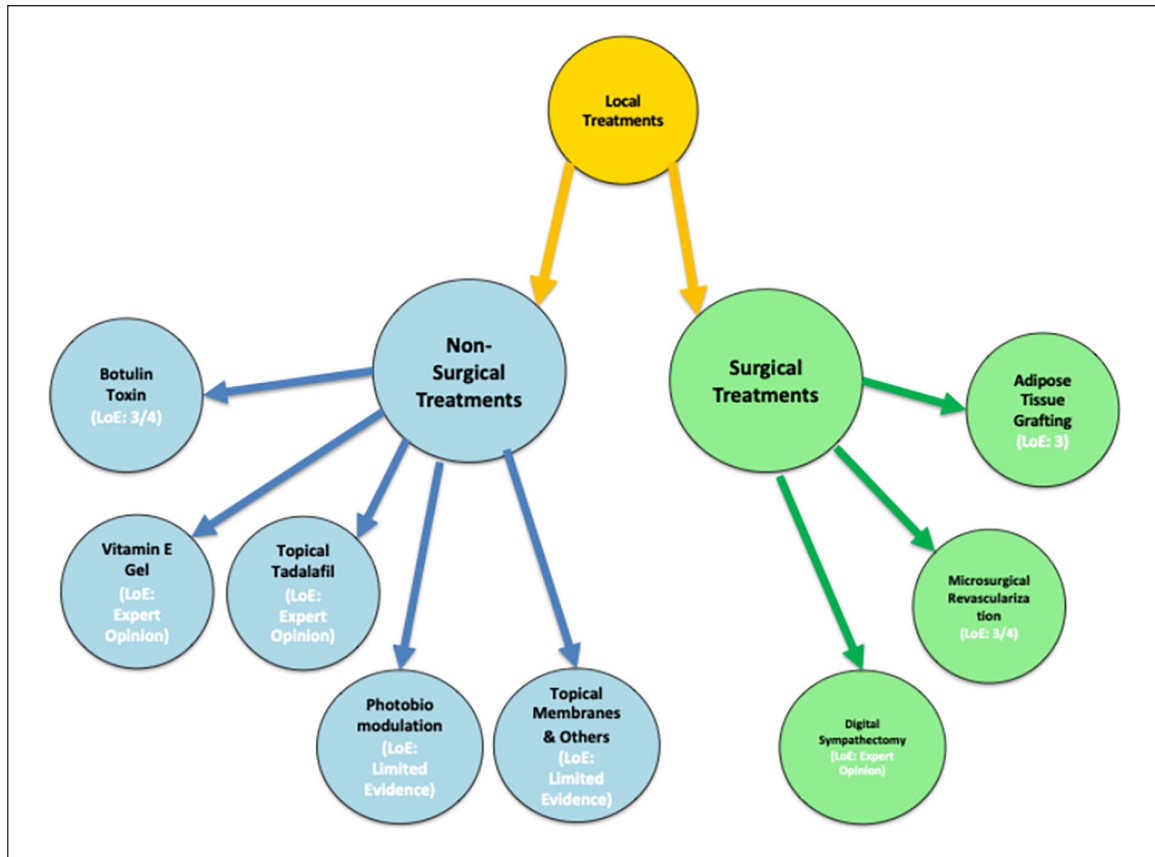 Local
Treatments
Non-
Surgical
Treatments
Surgical
Treatments
Botulin
Toxin
(LoE: 3/4)
Vitamin E
Gel
(LoE:
Expert
Opinion)
Topical
Tadalafil
(LoE:
Expert
Opinion)
Photobio
modulation
(LoE:
Limited
Evidence)
Topical
Membranes
& Others
(LoE:
Limited
Evidence)
Adipose
Tissue
Grafting
(LoE: 3)
Microsurgical
Revasculariza
tion
(LoE: 3/4)
Digital
Sympathectomy
(LoE: Expert
Opinion)